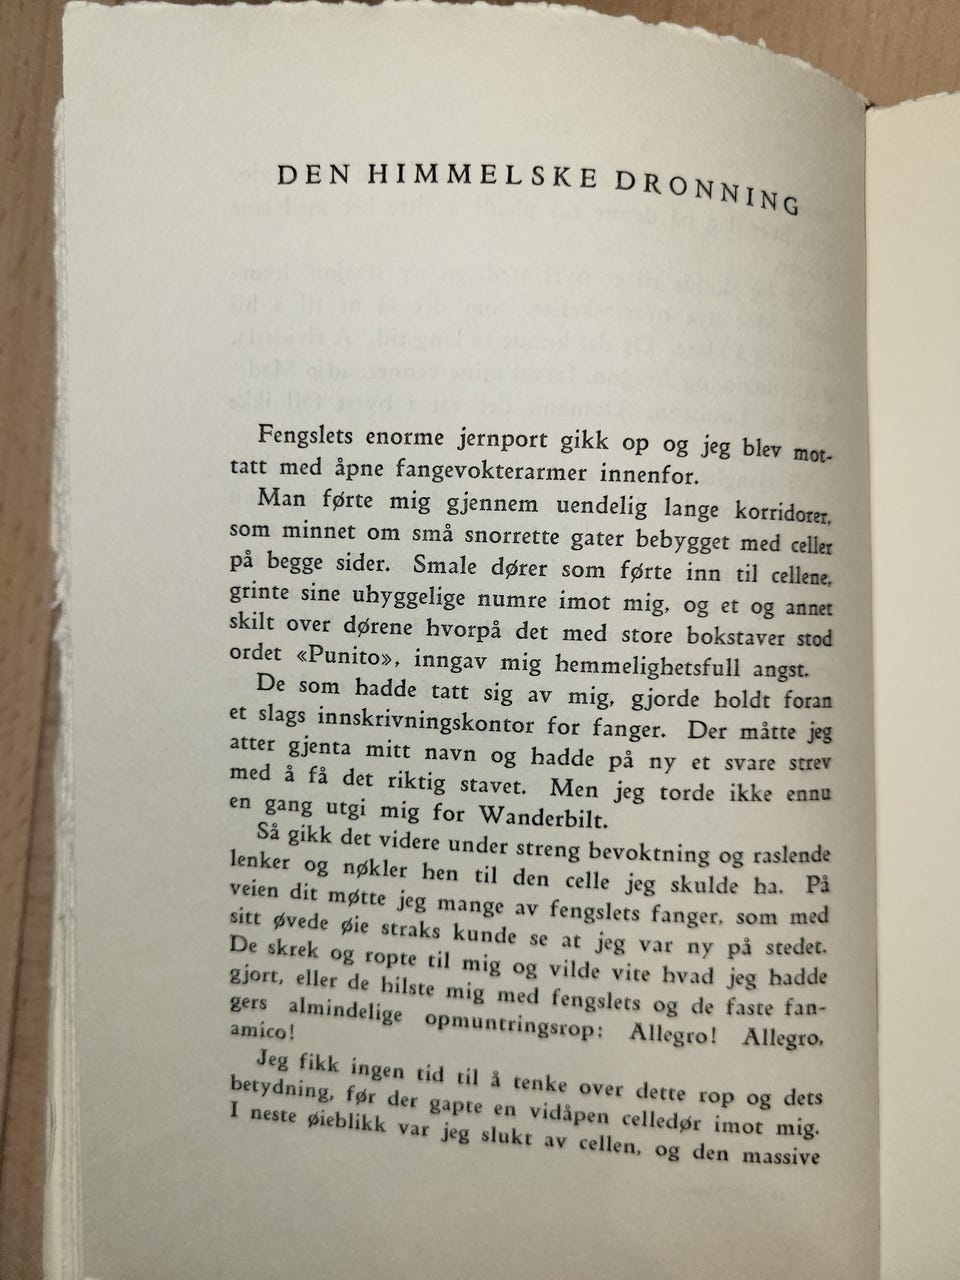 DEN HIMMELSKE DRONNING
Fengslets enorme jernport gikk op og jeg blev mot-
tatt med åpne fangevokterarmer innenfor.
Man førte mig gjennem uendelig lange korridorer,
som minnet om små snorrette gater bebygget med celler
på begge sider. Smale dører som førte inn til cellene,
grinte sine uhyggelige numre imot mig, og et og annet
skilt over dørene hvorpå det med store bokstaver stod
ordet «Punito», inngav mig hemmelighetsfull angst.
De som hadde tatt sig av mig, gjorde holdt foran
et slags innskrivningskontor for fanger. Der måtte jeg
atter gjenta mitt navn og hadde på ny et svare strev
med å få det riktig stavet. Men jeg torde ikke ennu
en gang utgi mig for Wanderbilt.
Så gikk det videre under streng bevoktning og raslende
lenker og nøkler hen til den celle jeg skulde ha. På
veien dit møtte jeg mange av fengslets fanger, som med
sitt øvede øie straks kunde se at jeg var ny på stedet.
De skrek og ropte til mig og vilde vite hvad jeg hadde
gjort, eller de hilste mig med fengslets og de faste fan-
gers almindelige opmuntringsrop: Allegro! Allegro,
amico!
Jeg fikk ingen tid til å tenke over dette rop og dets
betydning, før der gapte en vidåpen celledør imot mig.
I neste øieblikk var jeg slukt av cellen, og den massive